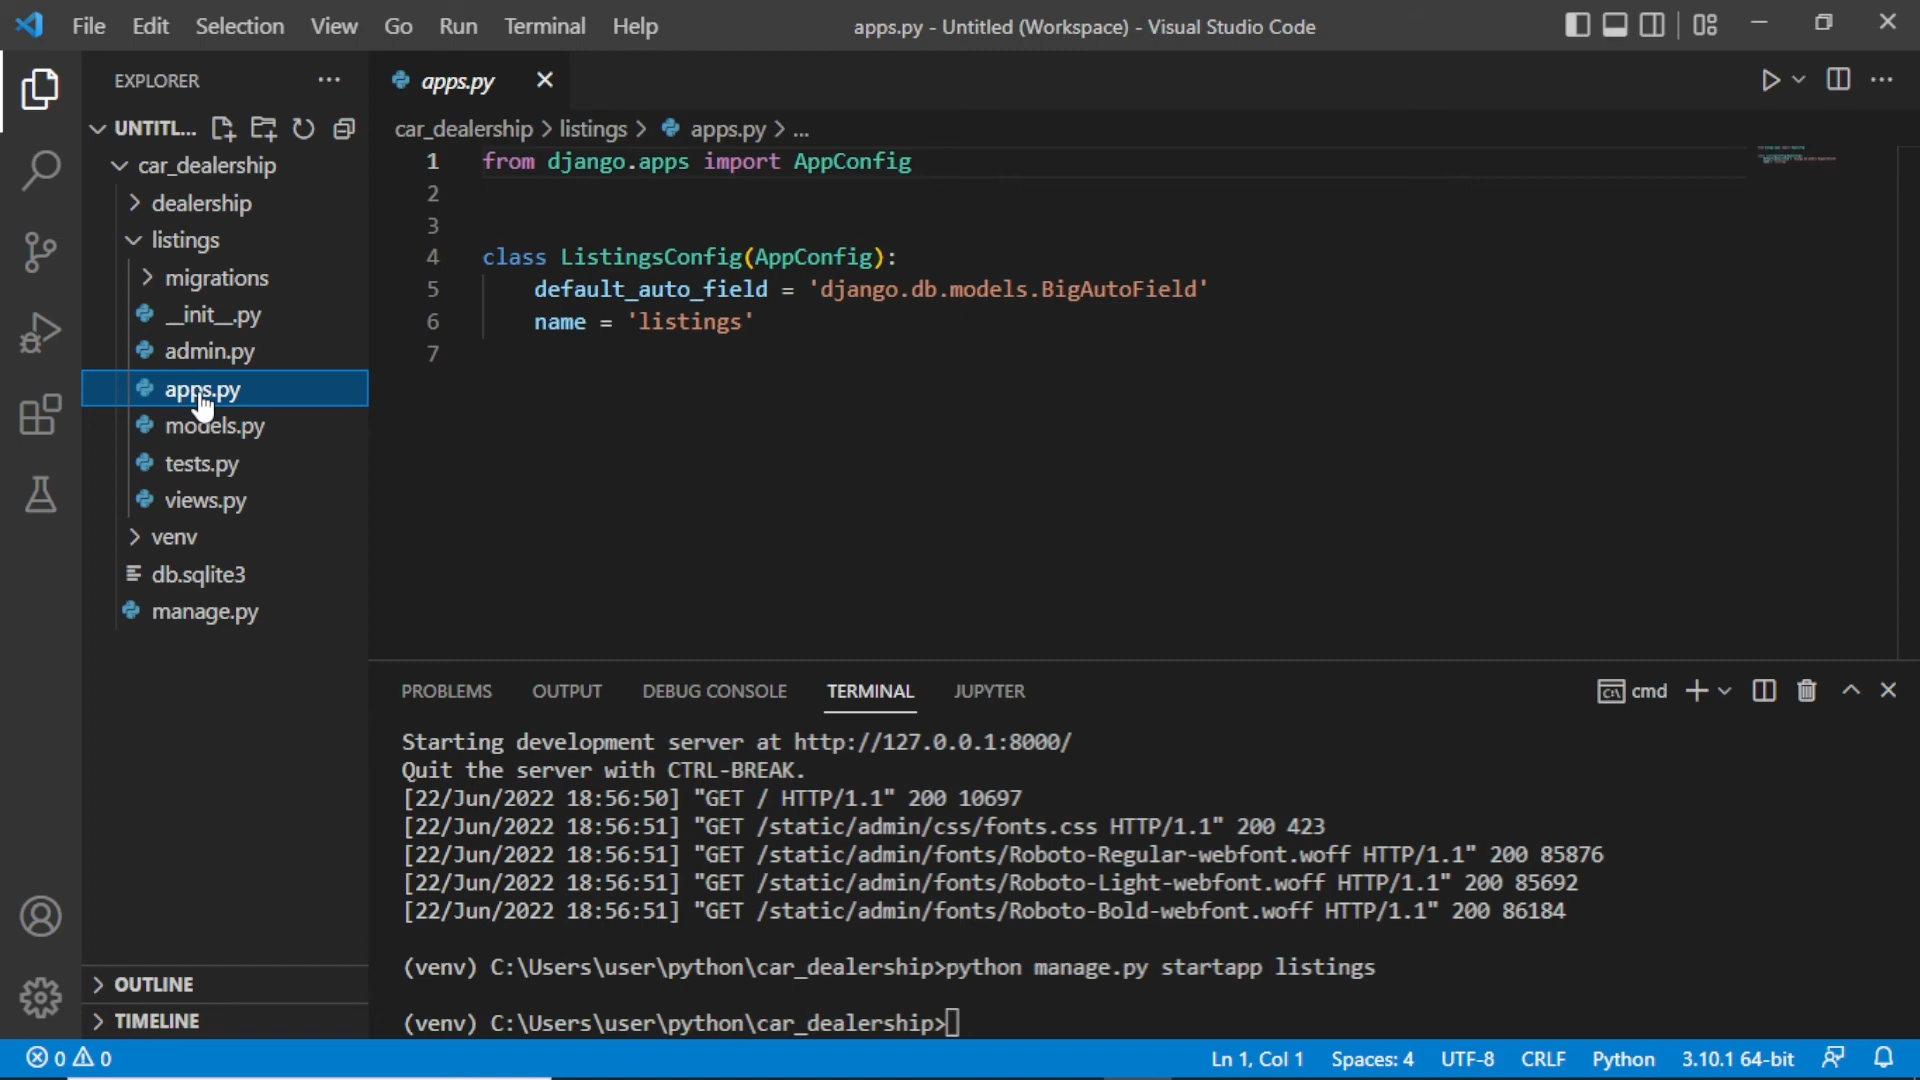 File Edit Selection View Go Run Terminal Help
apps.py - Untitled (Workspace) - Visual Studio Code
EXPLORER
UNTITL...
car_dealership
dealership
listings
migrations
__init__.py
admin.py
apps.py
models.py
tests.py
views.py
venv
db.sqlite3
manage.py
OUTLINE
TIMELINE
apps.py
car_dealership > listings > apps.py > ...
1 from django.apps import AppConfig
2
3
4 class ListingsConfig(AppConfig):
5 default_auto_field = 'django.db.models.BigAutoField'
6 name = 'listings'
7
PROBLEMS OUTPUT DEBUG CONSOLE TERMINAL JUPYTER
cmd
Starting development server at http://127.0.0.1:8000/
Quit the server with CTRL-BREAK.
[22/Jun/2022 18:56:50] "GET / HTTP/1.1" 200 10697
[22/Jun/2022 18:56:51] "GET /static/admin/css/fonts.css HTTP/1.1" 200 423
[22/Jun/2022 18:56:51] "GET /static/admin/fonts/Roboto-Regular-webfont.woff HTTP/1.1" 200 85876
[22/Jun/2022 18:56:51] "GET /static/admin/fonts/Roboto-Light-webfont.woff HTTP/1.1" 200 85692
[22/Jun/2022 18:56:51] "GET /static/admin/fonts/Roboto-Bold-webfont.woff HTTP/1.1" 200 86184
(venv) C:\Users\user\python\car_dealership>python manage.py startapp listings
(venv) C:\Users\user\python\car_dealership>
0 0
Ln 1, Col 1 Spaces: 4 UTF-8 CRLF Python 3.10.1 64-bit